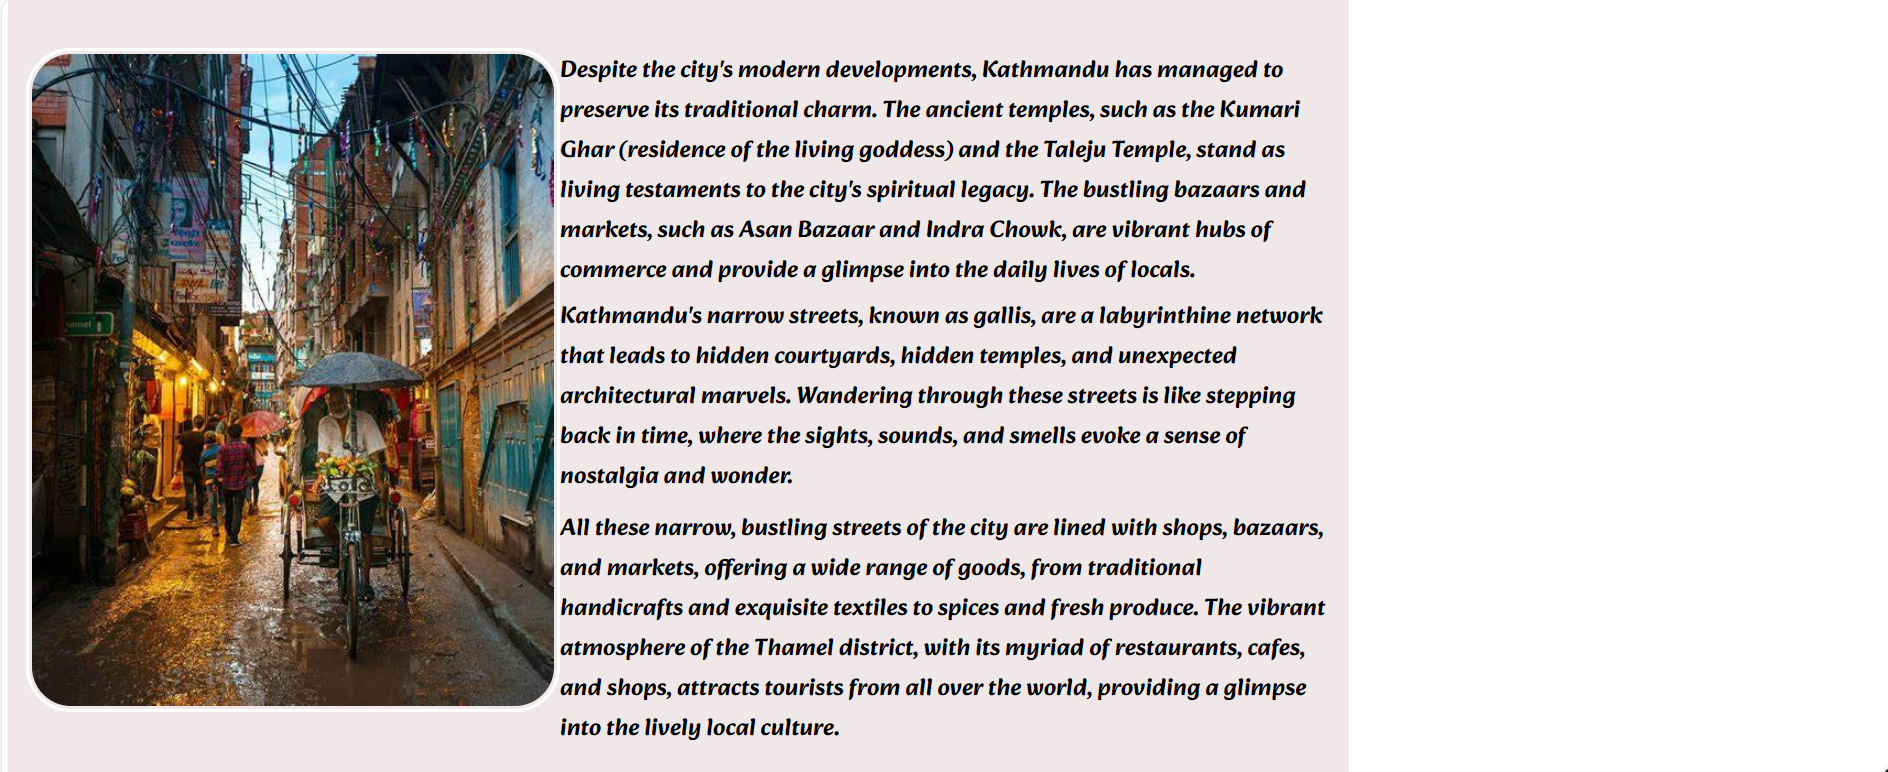 Despite the city's modern developments, Kathmandu has managed to
preserve its traditional charm. The ancient temples, such as the Kumari
Ghar (residence of the living goddess) and the Taleju Temple, stand as
living testaments to the city's spiritual legacy. The bustling bazaars and
markets, such as Asan Bazaar and Indra Chowk, are vibrant hubs of
commerce and provide a glimpse into the daily lives of locals.
Kathmandu's narrow streets, known as gallis, are a labyrinthine network
that leads to hidden courtyards, hidden temples, and unexpected
architectural marvels. Wandering through these streets is like stepping
back in time, where the sights, sounds, and smells evoke a sense of
nostalgia and wonder.
All these narrow, bustling streets of the city are lined with shops, bazaars,
and markets, offering a wide range of goods, from traditional
handicrafts and exquisite textiles to spices and fresh produce. The vibrant
atmosphere of the Thamel district, with its myriad of restaurants, cafes,
and shops, attracts tourists from all over the world, providing a glimpse
into the lively local culture.